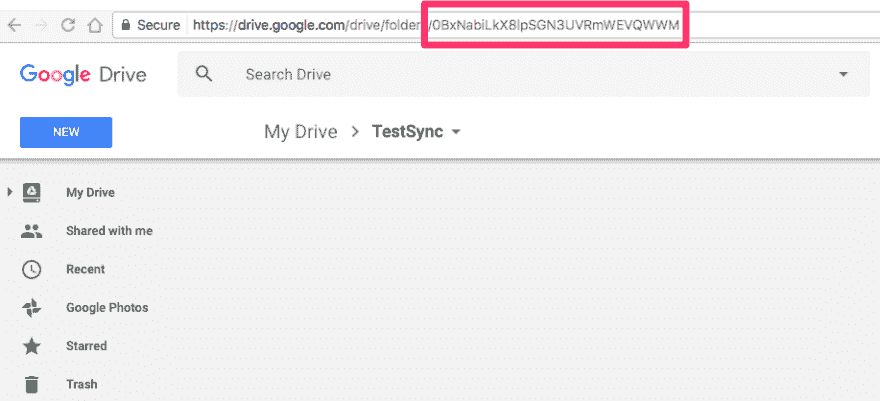 Secure https://drive.google.com/drive/folder /0BxNabiLkX8lpSGN3UVRmWEVQWWM
Google Drive Search Drive
NEW My Drive > TestSync
My Drive
Shared with me
Recent
Google Photos
Starred
Trash